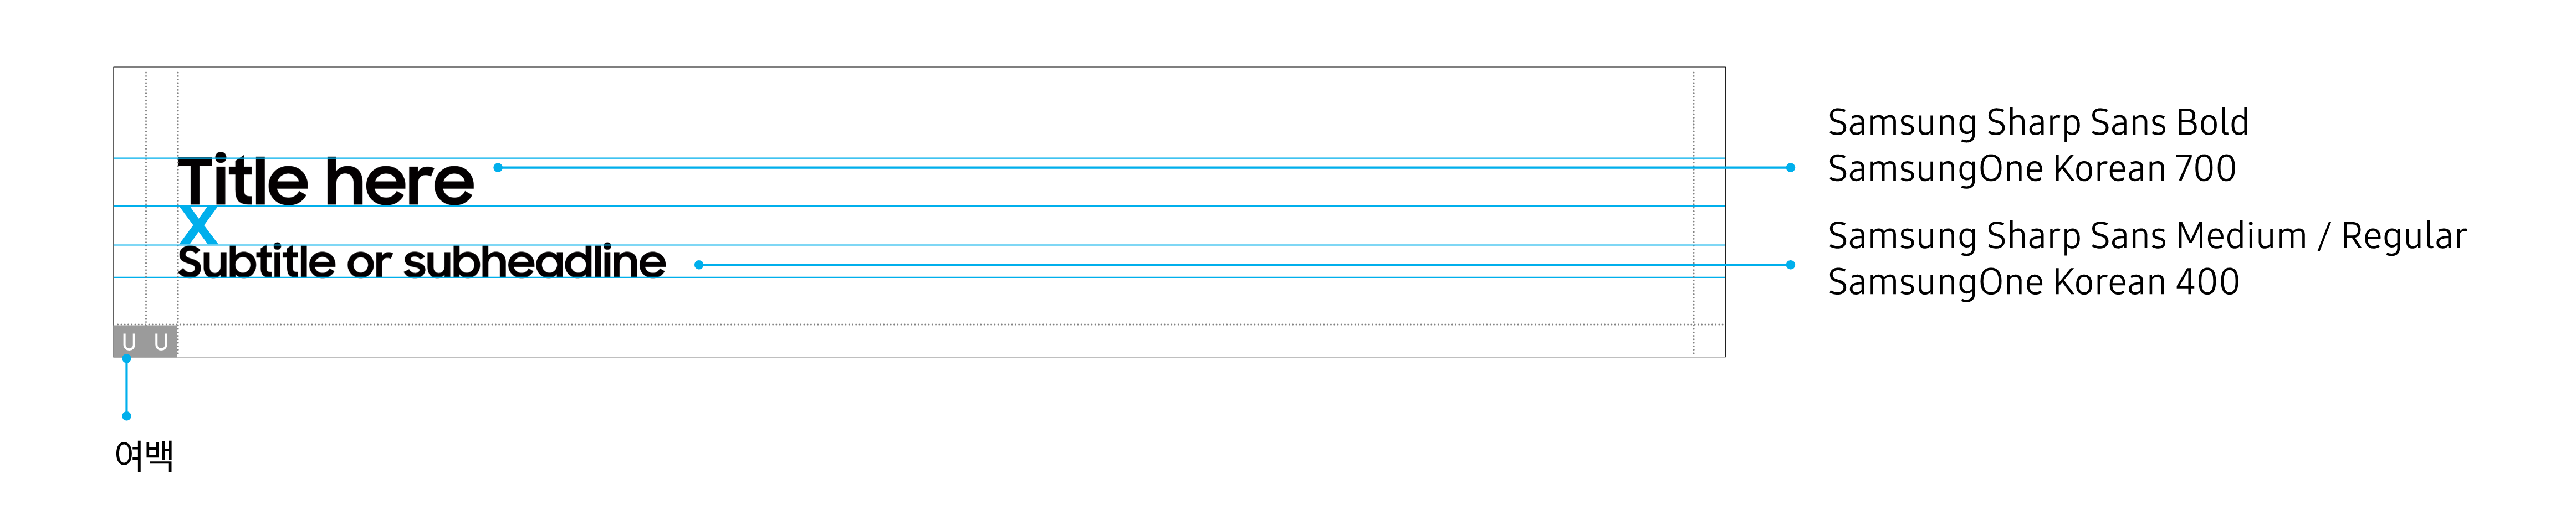 Title here
X
Subtitle or subheadline
Samsung Sharp Sans Bold
SamsungOne Korean 700
Samsung Sharp Sans Medium / Regular
SamsungOne Korean 400
U U
여백